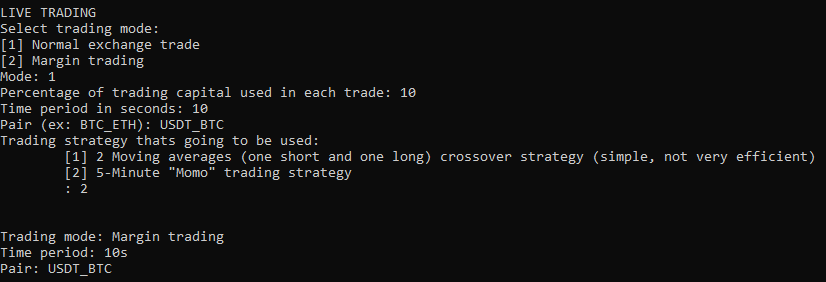 LIVE TRADING
Select trading mode:
[1] Normal exchange trade
[2] Margin trading
Mode: 1
Percentage of trading capital used in each trade: 10
Time period in seconds: 10
Pair (ex: BTC_ETH): USDT_BTC
Trading strategy thats going to be used:
[1] 2 Moving averages (one short and one long) crossover strategy (simple, not very efficient)
[2] 5-Minute "Momo" trading strategy
: 2
Trading mode: Margin trading
Time period: 10s
Pair: USDT_BTC